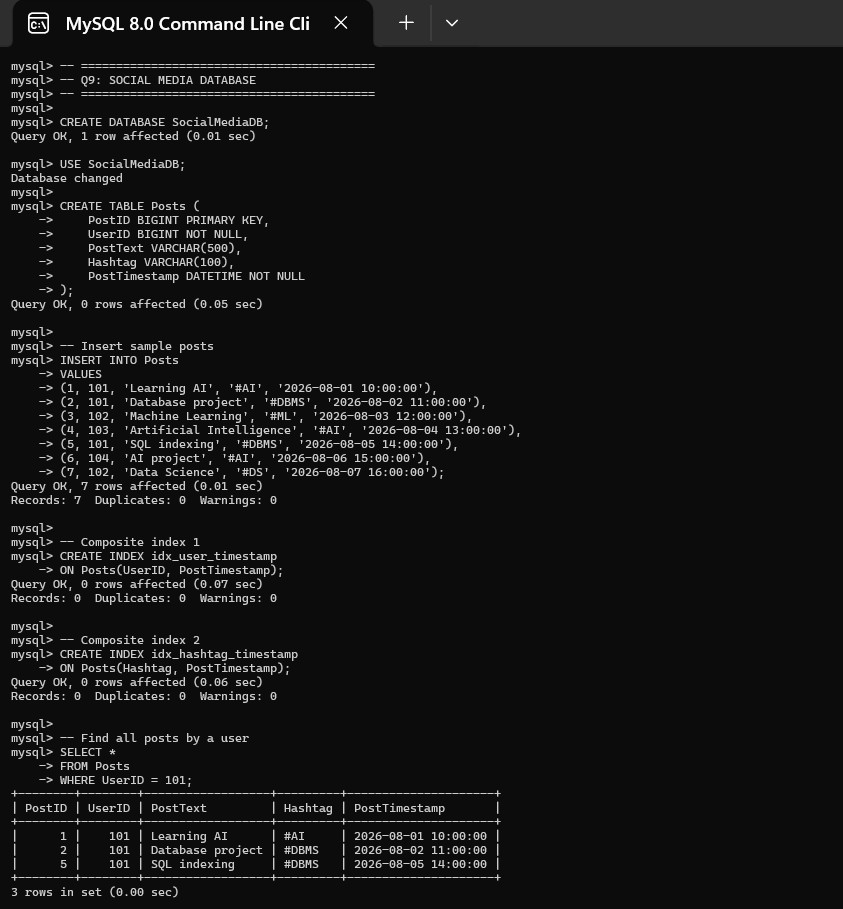 MySQL 8.0 Command Line Cli
mysql> -- ==========================================
mysql> -- Q9: SOCIAL MEDIA DATABASE
mysql> -- ==========================================
mysql>
mysql> CREATE DATABASE SocialMediaDB;
Query OK, 1 row affected (0.01 sec)

mysql> USE SocialMediaDB;
Database changed
mysql>
mysql> CREATE TABLE Posts (
    ->     PostID BIGINT PRIMARY KEY,
    ->     UserID BIGINT NOT NULL,
    ->     PostText VARCHAR(500),
    ->     Hashtag VARCHAR(100),
    ->     PostTimestamp DATETIME NOT NULL
    -> );
Query OK, 0 rows affected (0.05 sec)

mysql>
mysql> -- Insert sample posts
mysql> INSERT INTO Posts
    -> VALUES
    -> (1, 101, 'Learning AI', '#AI', '2026-08-01 10:00:00'),
    -> (2, 101, 'Database project', '#DBMS', '2026-08-02 11:00:00'),
    -> (3, 102, 'Machine Learning', '#ML', '2026-08-03 12:00:00'),
    -> (4, 103, 'Artificial Intelligence', '#AI', '2026-08-04 13:00:00'),
    -> (5, 101, 'SQL indexing', '#DBMS', '2026-08-05 14:00:00'),
    -> (6, 104, 'AI project', '#AI', '2026-08-06 15:00:00'),
    -> (7, 102, 'Data Science', '#DS', '2026-08-07 16:00:00');
Query OK, 7 rows affected (0.01 sec)
Records: 7  Duplicates: 0  Warnings: 0

mysql>
mysql> -- Composite index 1
mysql> CREATE INDEX idx_user_timestamp
    -> ON Posts(UserID, PostTimestamp);
Query OK, 0 rows affected (0.07 sec)
Records: 0  Duplicates: 0  Warnings: 0

mysql>
mysql> -- Composite index 2
mysql> CREATE INDEX idx_hashtag_timestamp
    -> ON Posts(Hashtag, PostTimestamp);
Query OK, 0 rows affected (0.06 sec)
Records: 0  Duplicates: 0  Warnings: 0

mysql>
mysql> -- Find all posts by a user
mysql> SELECT *
    -> FROM Posts
    -> WHERE UserID = 101;
+--------+--------+------------------+---------+---------------------+
| PostID | UserID | PostText         | Hashtag | PostTimestamp       |
+--------+--------+------------------+---------+---------------------+
|      1 |    101 | Learning AI      | #AI     | 2026-08-01 10:00:00 |
|      2 |    101 | Database project | #DBMS   | 2026-08-02 11:00:00 |
|      5 |    101 | SQL indexing     | #DBMS   | 2026-08-05 14:00:00 |
+--------+--------+------------------+---------+---------------------+
3 rows in set (0.00 sec)